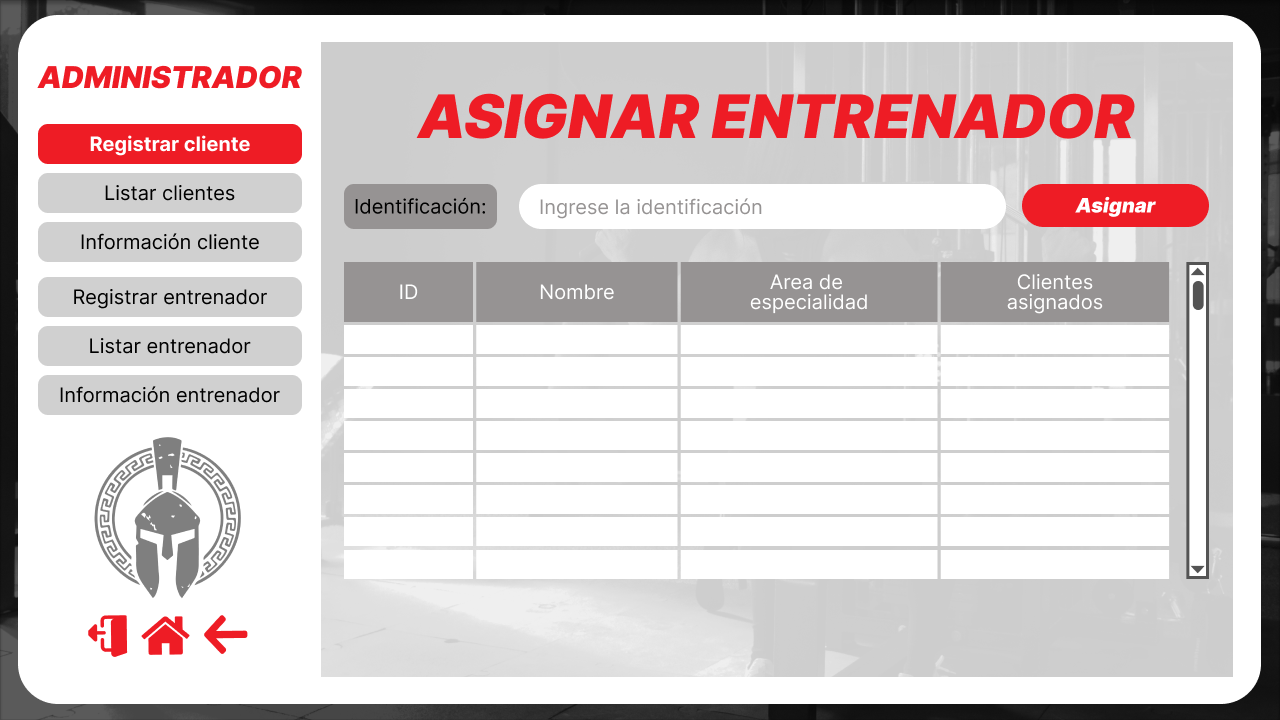 ADMINISTRADOR
Registrar cliente
Listar clientes
Información cliente
Registrar entrenador
Listar entrenador
Información entrenador
ASIGNAR ENTRENADOR
Identificación:
Ingrese la identificación
Asignar
ID
Nombre
Area de
especialidad
Clientes
asignados